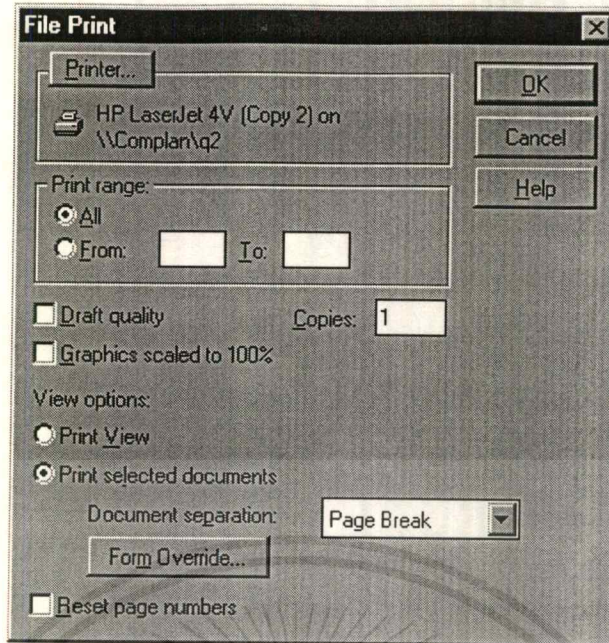 File Print
Printer...
HP LaserJet 4V (Copy 2) on
\\Complan\q2
OK
Cancel
Help
Print range:
All
From: To:
Draft quality Copies: 1
Graphics scaled to 100%
View options:
Print View
Print selected documents
Document separation: Page Break
Form Override...
Reset page numbers